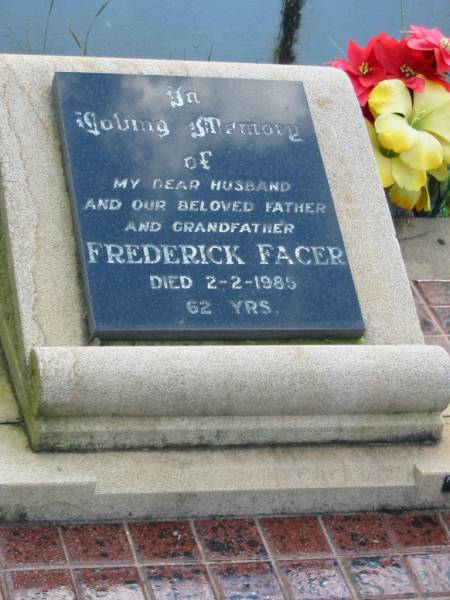 In
Loving Memory
of
MY DEAR HUSBAND
AND OUR BELOVED FATHER
AND GRANDFATHER
FREDERICK FACER
DIED 2-2-1985
62 YRS.